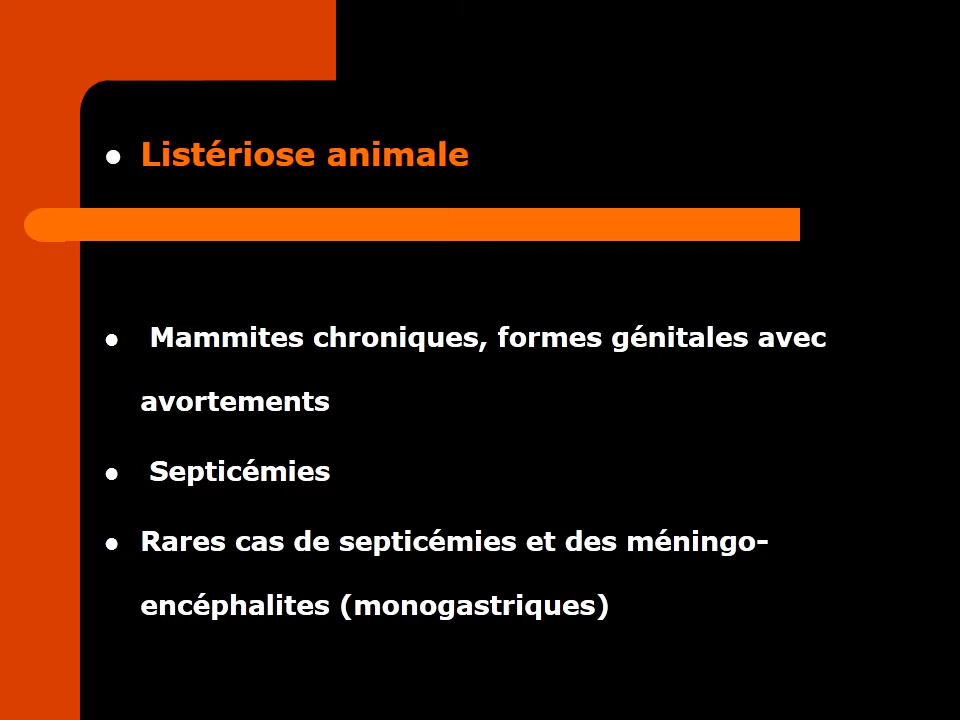 ● Listériose animale
● Mammites chroniques, formes génitales avec
avortements
● Septicémies
● Rares cas de septicémies et des méningo-
encéphalites (monogastriques)